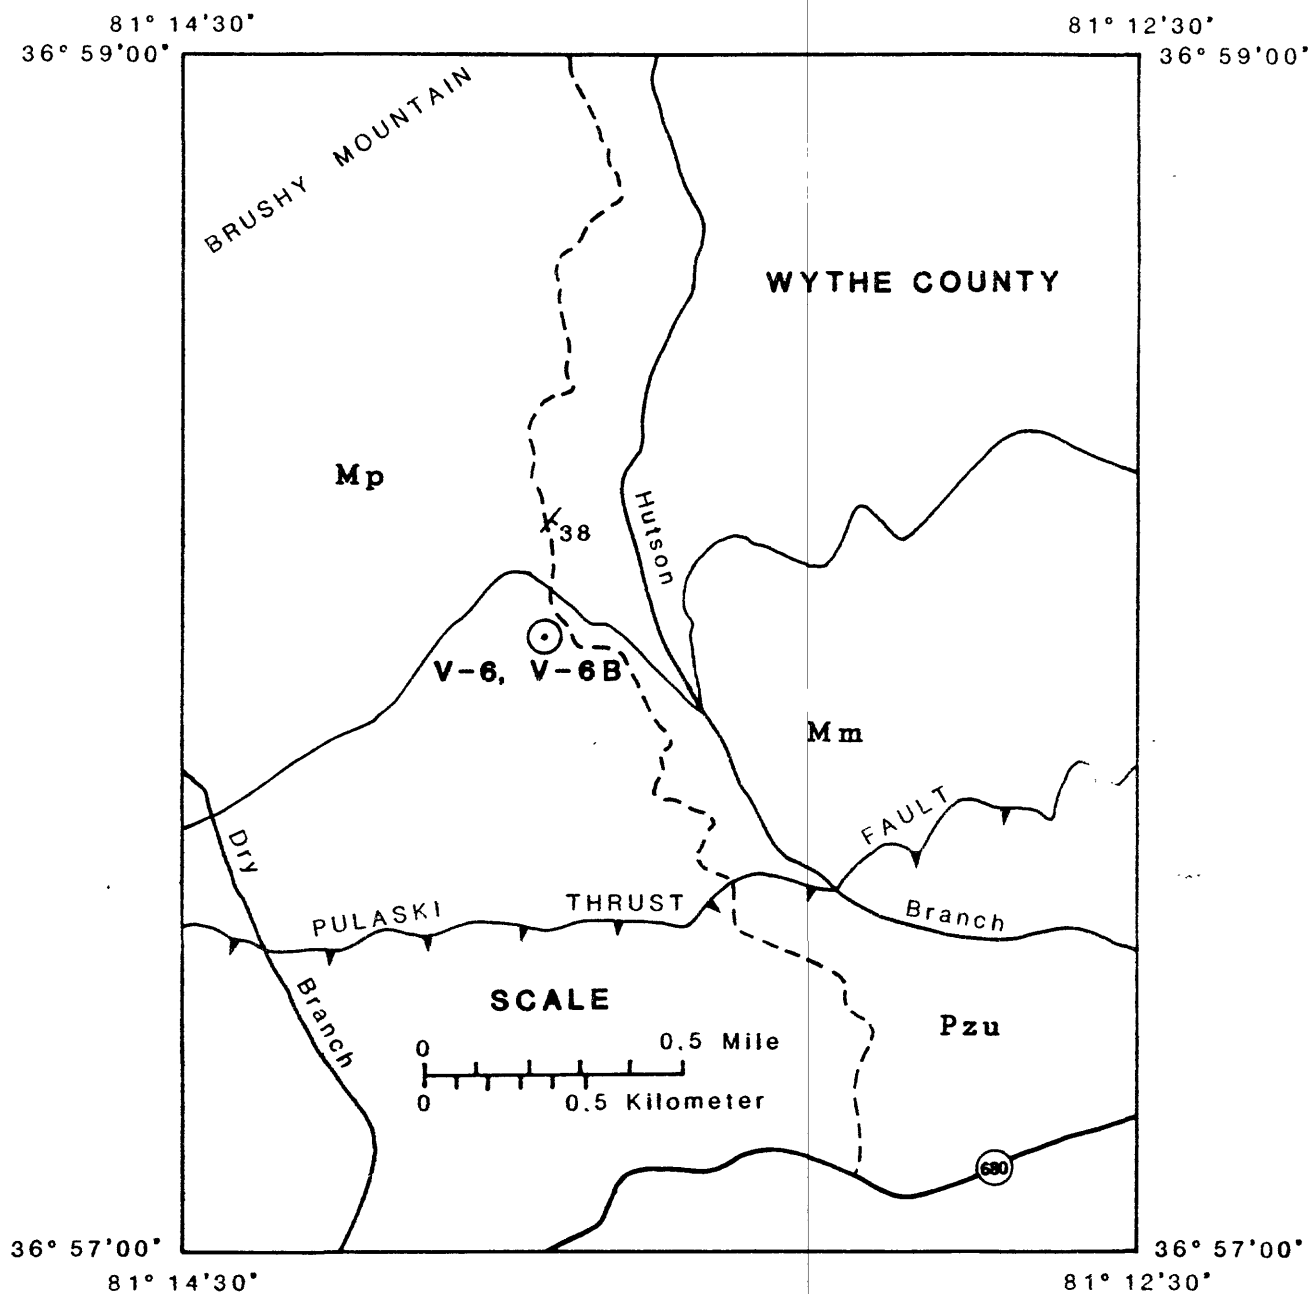 81° 14'30"
81° 12'30"
36° 59'00"
36° 59'00"
BRUSHY MOUNTAIN
WYTHE COUNTY
Mp
Hutson
38
V-6, V-6B
Mm
FAULT
Dry
THRUST
PULASKI
Branch
Branch
SCALE
Pzu
0 0.5 Mile
0 0.5 Kilometer
680
36° 57'00"
36° 57'00"
81° 14'30"
81° 12'30"